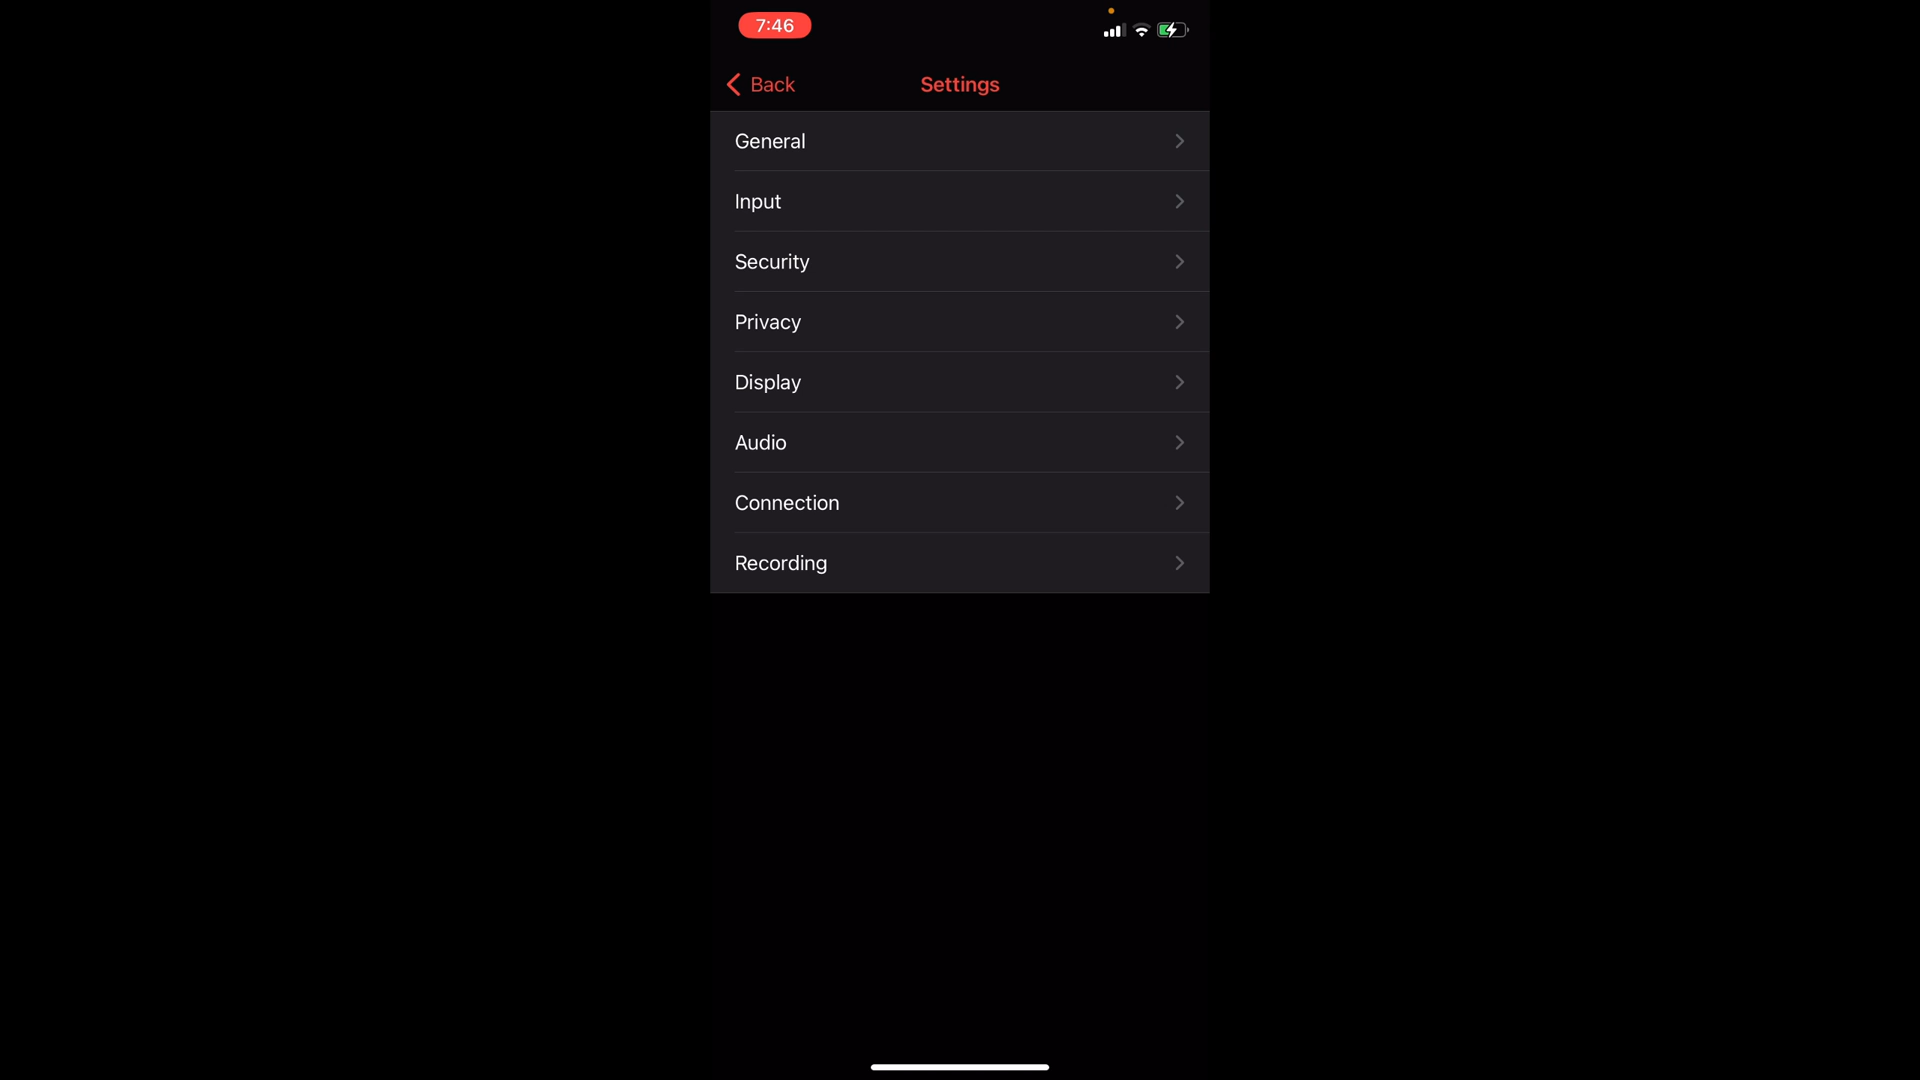 7:46
Back
Settings
General
Input
Security
Privacy
Display
Audio
Connection
Recording